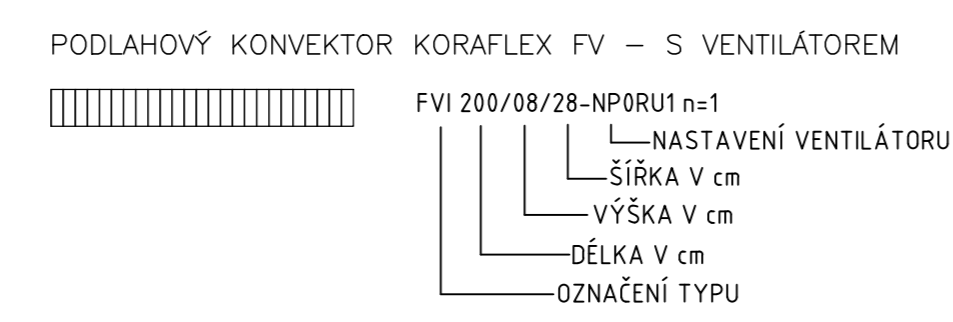 PODLAHOVÝ KONVEKTOR KORAFLEX FV – S VENTILÁTOREM
FVI 200/08/28-NP0RU1 n=1
NASTAVENÍ VENTILÁTORU
ŠÍŘKA V cm
VÝŠKA V cm
DÉLKA V cm
OZNAČENÍ TYPU